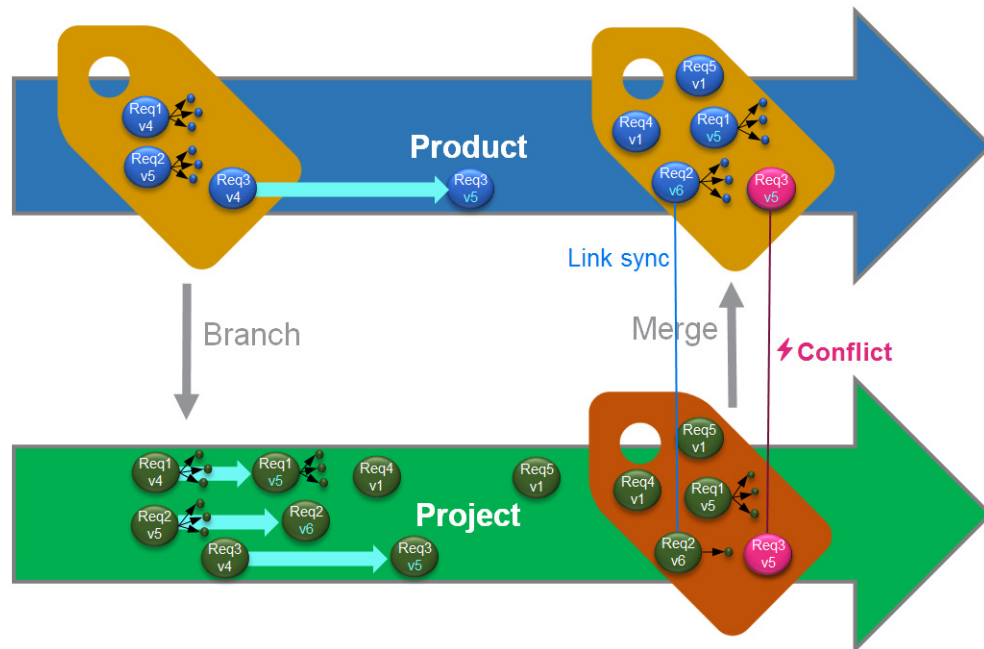 Req1
v4
Req2
v5
Req3
v4
Product
Req3
v5
Req5
v1
Req4
v1
Req1
v5
Req2
v6
Req3
v5
Link sync
Branch
Merge
Conflict
Req1
v4
Req1
v5
Req4
v1
Req5
v1
Req2
v5
Req2
v6
Project
Req3
v4
Req3
v5
Req5
v1
Req4
v1
Req1
v5
Req2
v6
Req3
v5